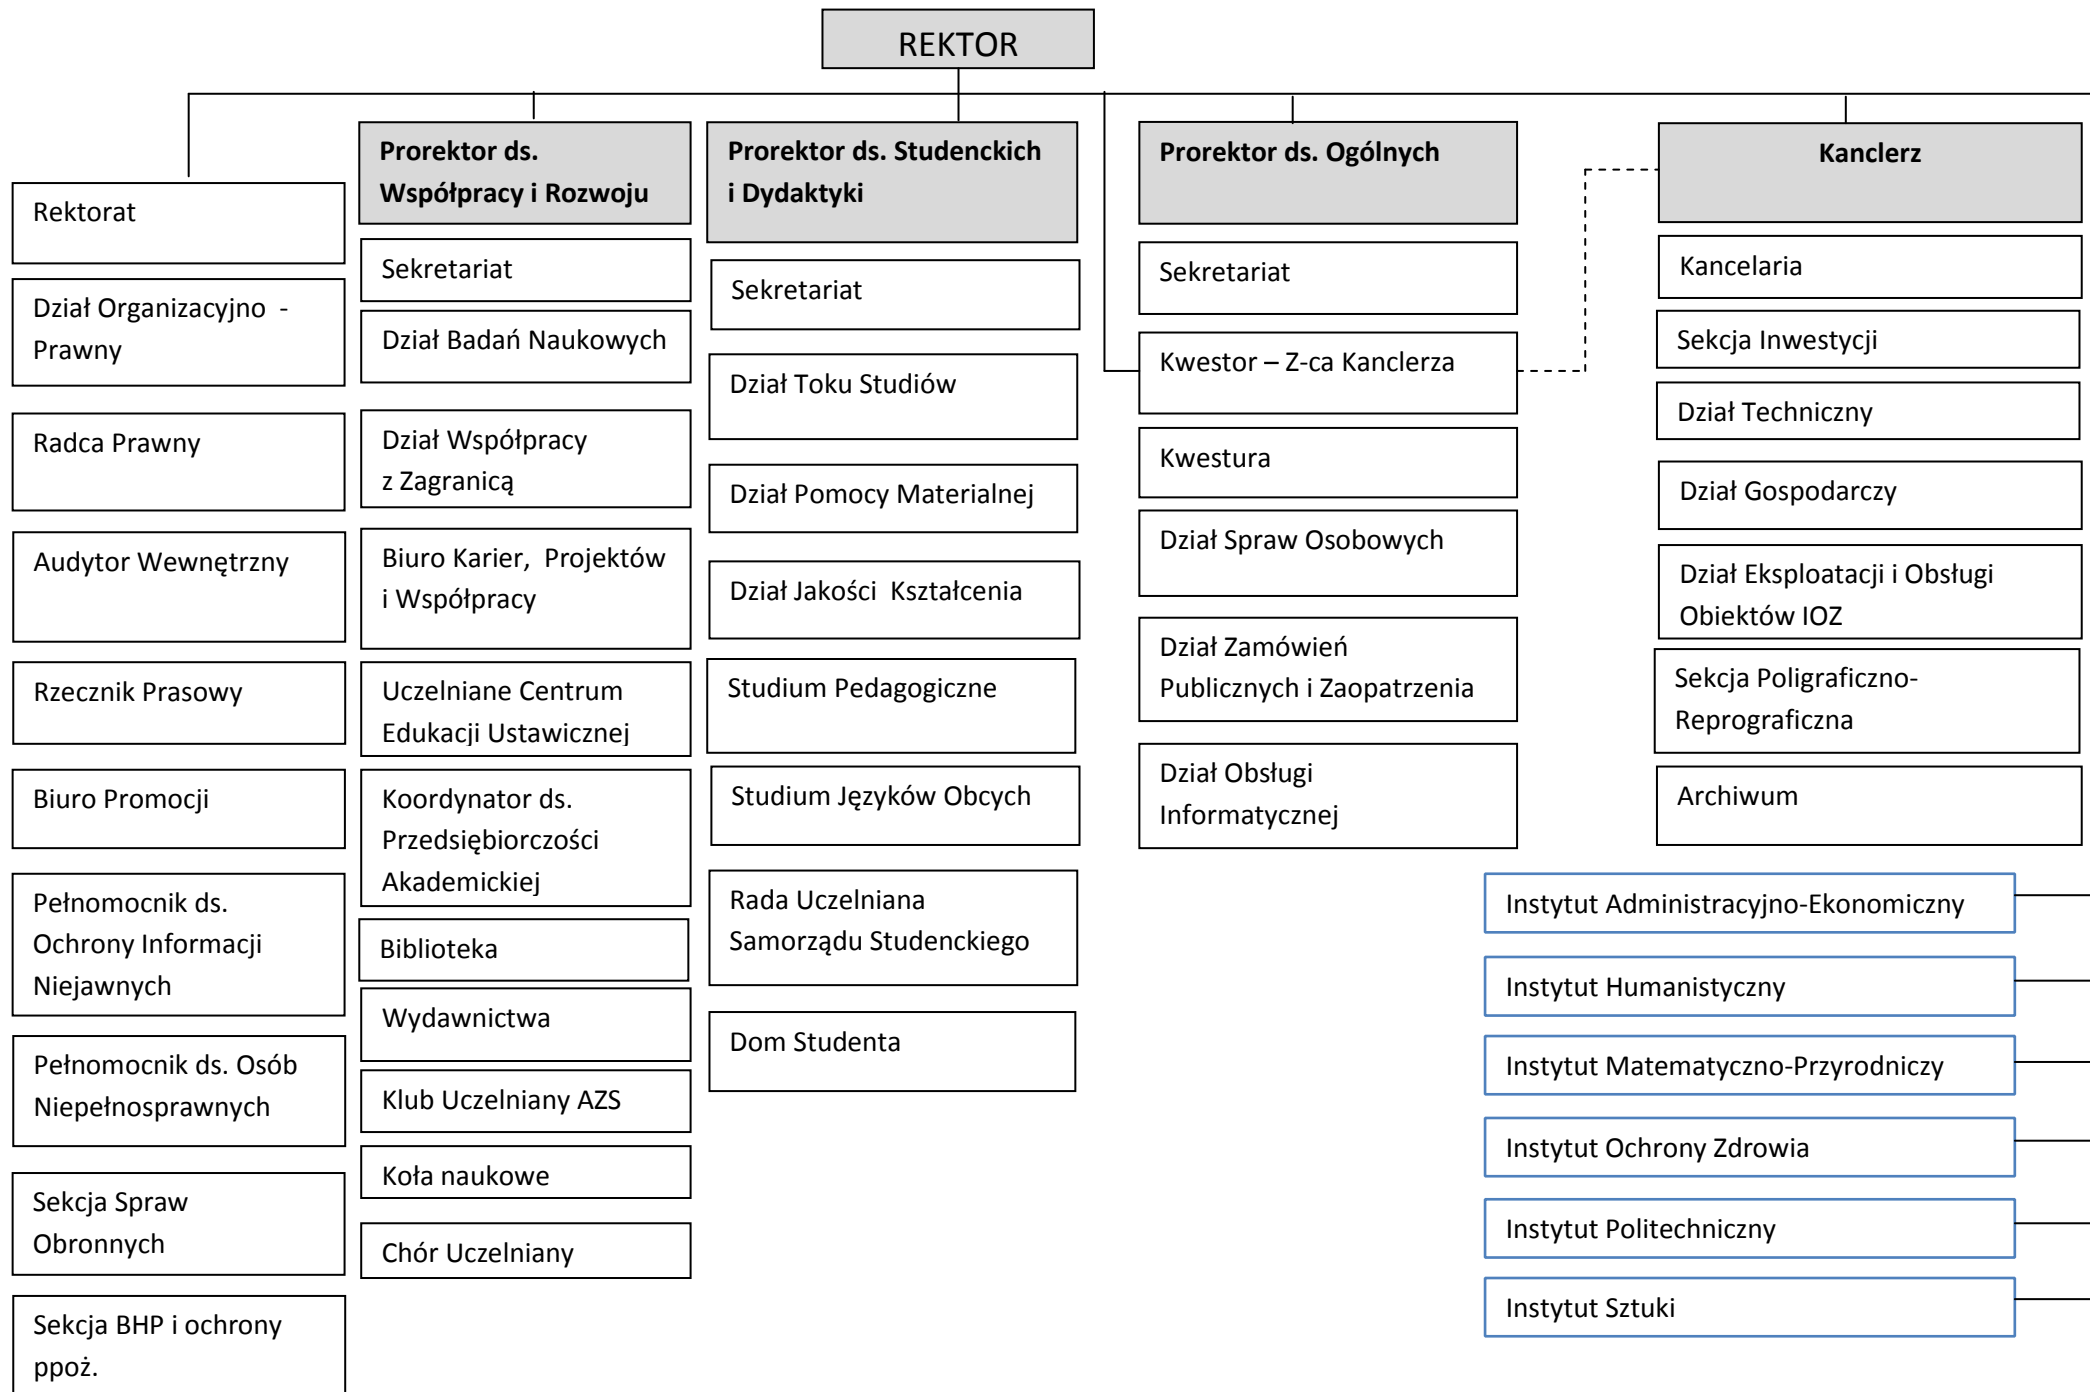 REKTOR
Rektorat
Dział Organizacyjno -
Prawny
Radca Prawny
Audytor Wewnętrzny
Rzecznik Prasowy
Biuro Promocji
Pełnomocnik ds.
Ochrony Informacji
Niejawnych
Pełnomocnik ds. Osób
Niepełnosprawnych
Sekcja Spraw
Obronnych
Sekcja BHP i ochrony
ppoż.
Prorektor ds.
Współpracy i Rozwoju
Sekretariat
Dział Badań Naukowych
Dział Współpracy
z Zagranicą
Biuro Karier, Projektów
i Współpracy
Uczelniane Centrum
Edukacji Ustawicznej
Koordynator ds.
Przedsiębiorczości
Akademickiej
Biblioteka
Wydawnictwa
Klub Uczelniany AZS
Koła naukowe
Chór Uczelniany
Prorektor ds. Studenckich
i Dydaktyki
Sekretariat
Dział Toku Studiów
Dział Pomocy Materialnej
Dział Jakości Kształcenia
Studium Pedagogiczne
Studium Języków Obcych
Rada Uczelniana
Samorządu Studenckiego
Dom Studenta
Prorektor ds. Ogólnych
Sekretariat
Kwestor – Z-ca Kanclerza
Kwestura
Dział Spraw Osobowych
Dział Zamówień
Publicznych i Zaopatrzenia
Dział Obsługi
Informatycznej
Kanclerz
Kancelaria
Sekcja Inwestycji
Dział Techniczny
Dział Gospodarczy
Dział Eksploatacji i Obsługi
Obiektów IOZ
Sekcja Poligraficzno-
Reprograficzna
Archiwum
Instytut Administracyjno-Ekonomiczny
Instytut Humanistyczny
Instytut Matematyczno-Przyrodniczy
Instytut Ochrony Zdrowia
Instytut Politechniczny
Instytut Sztuki